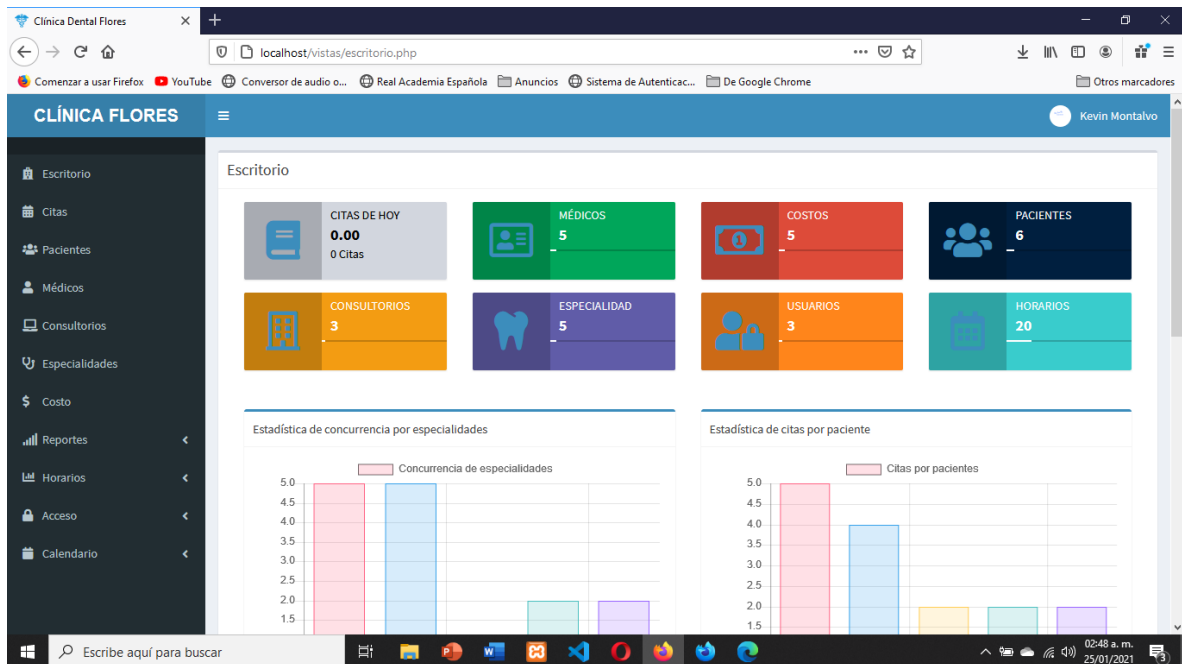 Clínica Dental Flores
localhost/vistas/escritorio.php
Comenzar a usar Firefox YouTube Conversor de audio o... Real Academia Española Anuncios Sistema de Autenticac... De Google Chrome Otros marcadores
CLÍNICA FLORES
Kevin Montalvo
Escritorio
Citas
Pacientes
Médicos
Consultorios
Especialidades
Costo
Reportes
Horarios
Acceso
Calendario
Escritorio
CITAS DE HOY
0.00
0 Citas
MÉDICOS
5
COSTOS
5
PACIENTES
6
CONSULTORIOS
3
ESPECIALIDAD
5
USUARIOS
3
HORARIOS
20
Estadística de concurrencia por especialidades
Concurrencia de especialidades
5.0
4.5
4.0
3.5
3.0
2.5
2.0
1.5
Estadística de citas por paciente
Citas por pacientes
5.0
4.5
4.0
3.5
3.0
2.5
2.0
1.5
Escribe aquí para buscar
02:48 a. m.
25/01/2021
3